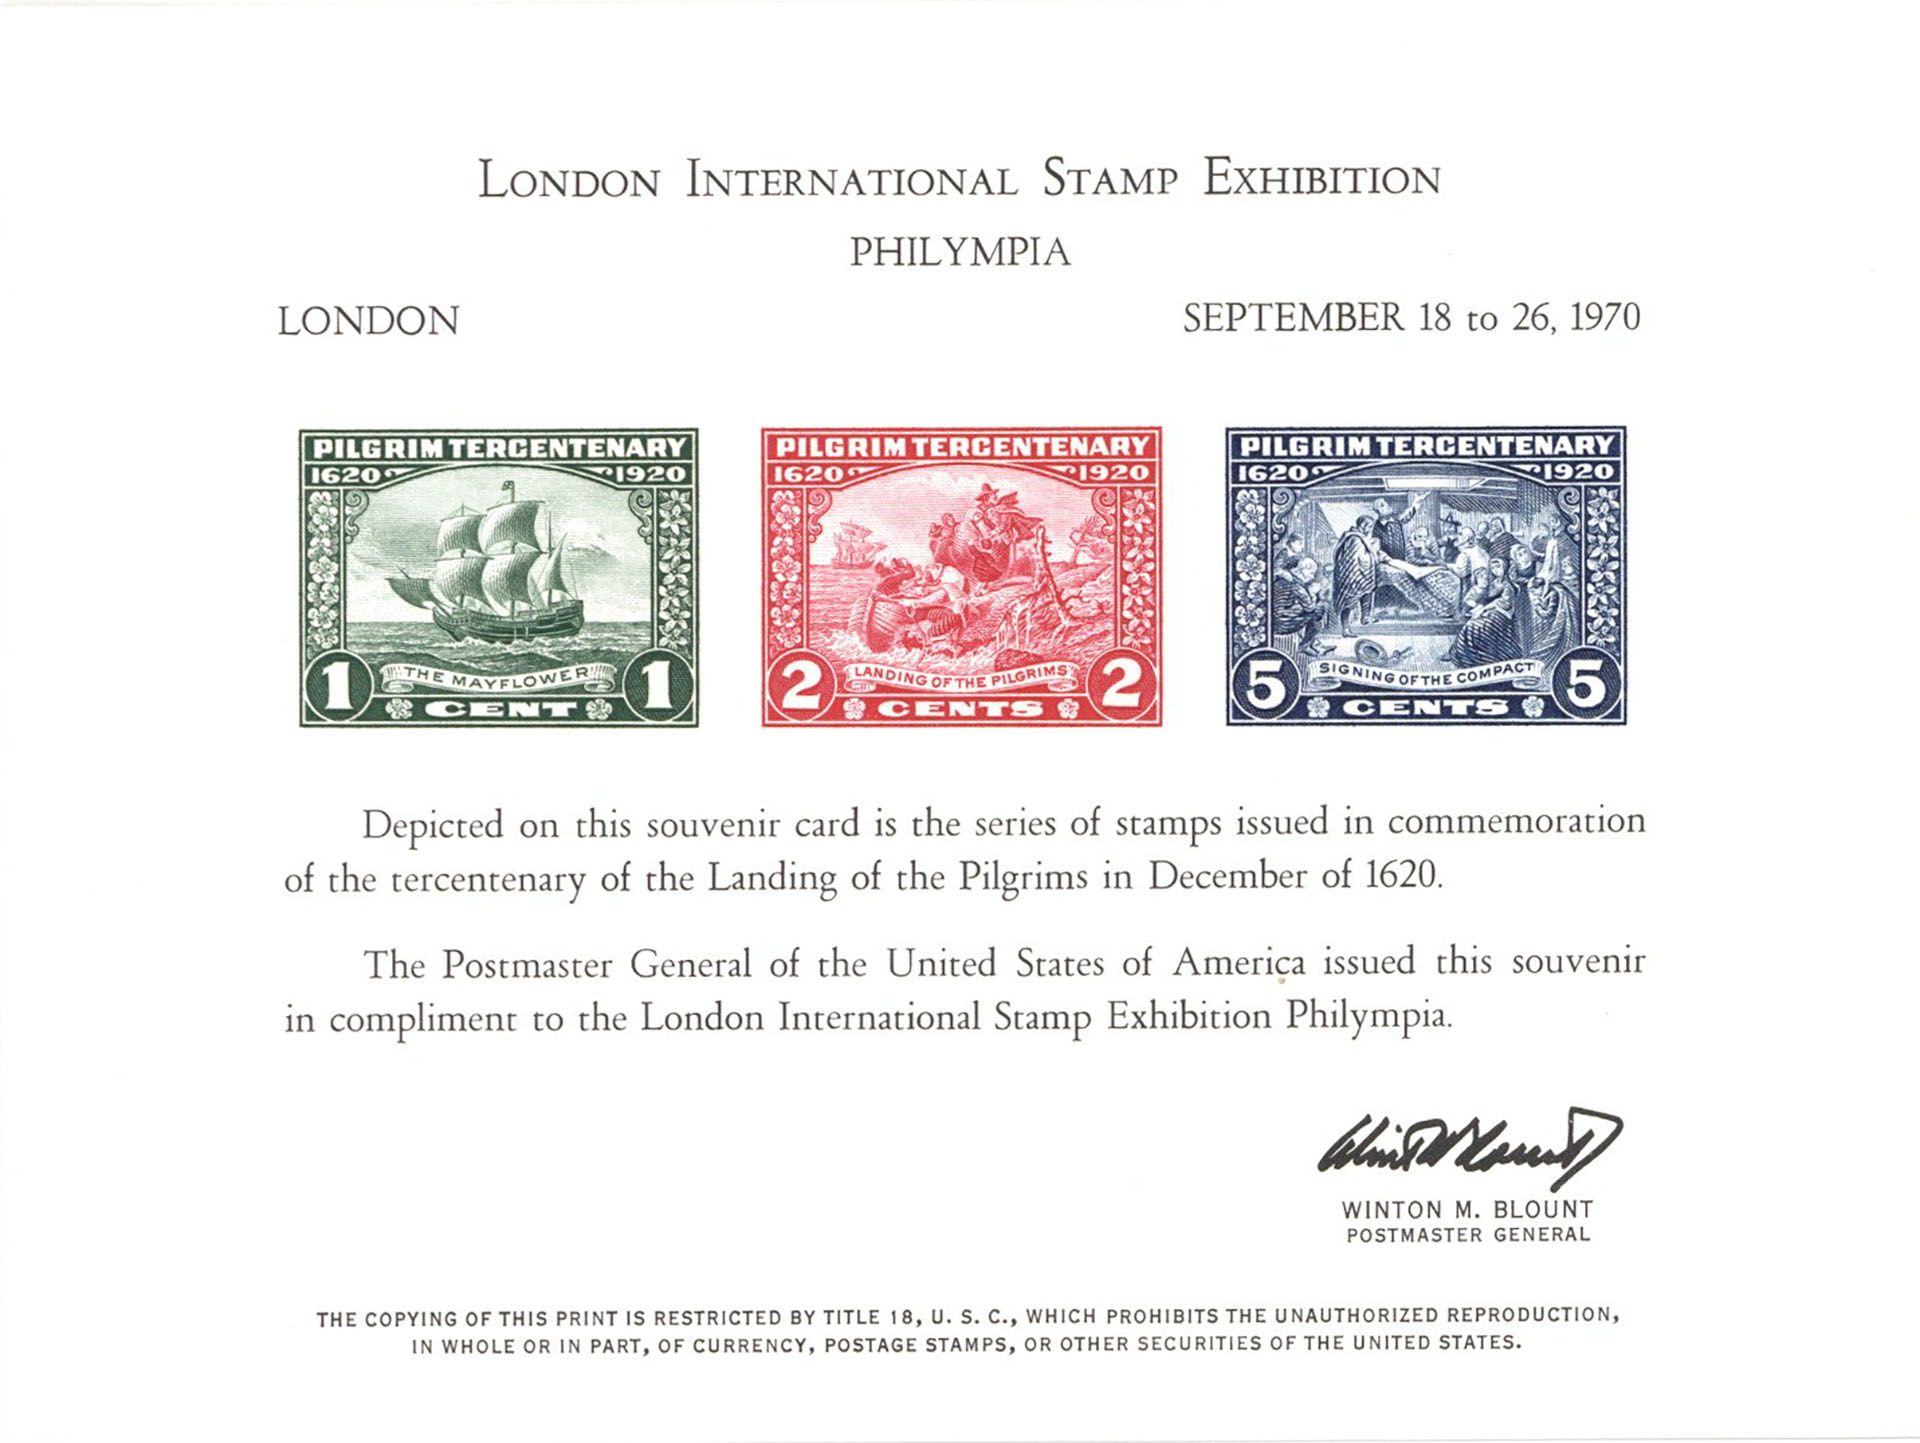 LONDON INTERNATIONAL STAMP EXHIBITION
PHILYMPIA
LONDON
SEPTEMBER 18 to 26, 1970
PILGRIM TERCENTENARY
1620 1920
THE MAYFLOWER
1 CENT 1
PILGRIM TERCENTENARY
1620 1920
LANDING OF THE PILGRIMS
2 CENTS 2
PILGRIM TERCENTENARY
1620 1920
SIGNING OF THE COMPACT
5 CENTS 5
Depicted on this souvenir card is the series of stamps issued in commemoration
of the tercentenary of the Landing of the Pilgrims in December of 1620.
The Postmaster General of the United States of America issued this souvenir
in compliment to the London International Stamp Exhibition Philympia.
Winton M Blount
WINTON M. BLOUNT
POSTMASTER GENERAL
THE COPYING OF THIS PRINT IS RESTRICTED BY TITLE 18, U. S. C., WHICH PROHIBITS THE UNAUTHORIZED REPRODUCTION,
IN WHOLE OR IN PART, OF CURRENCY, POSTAGE STAMPS, OR OTHER SECURITIES OF THE UNITED STATES.